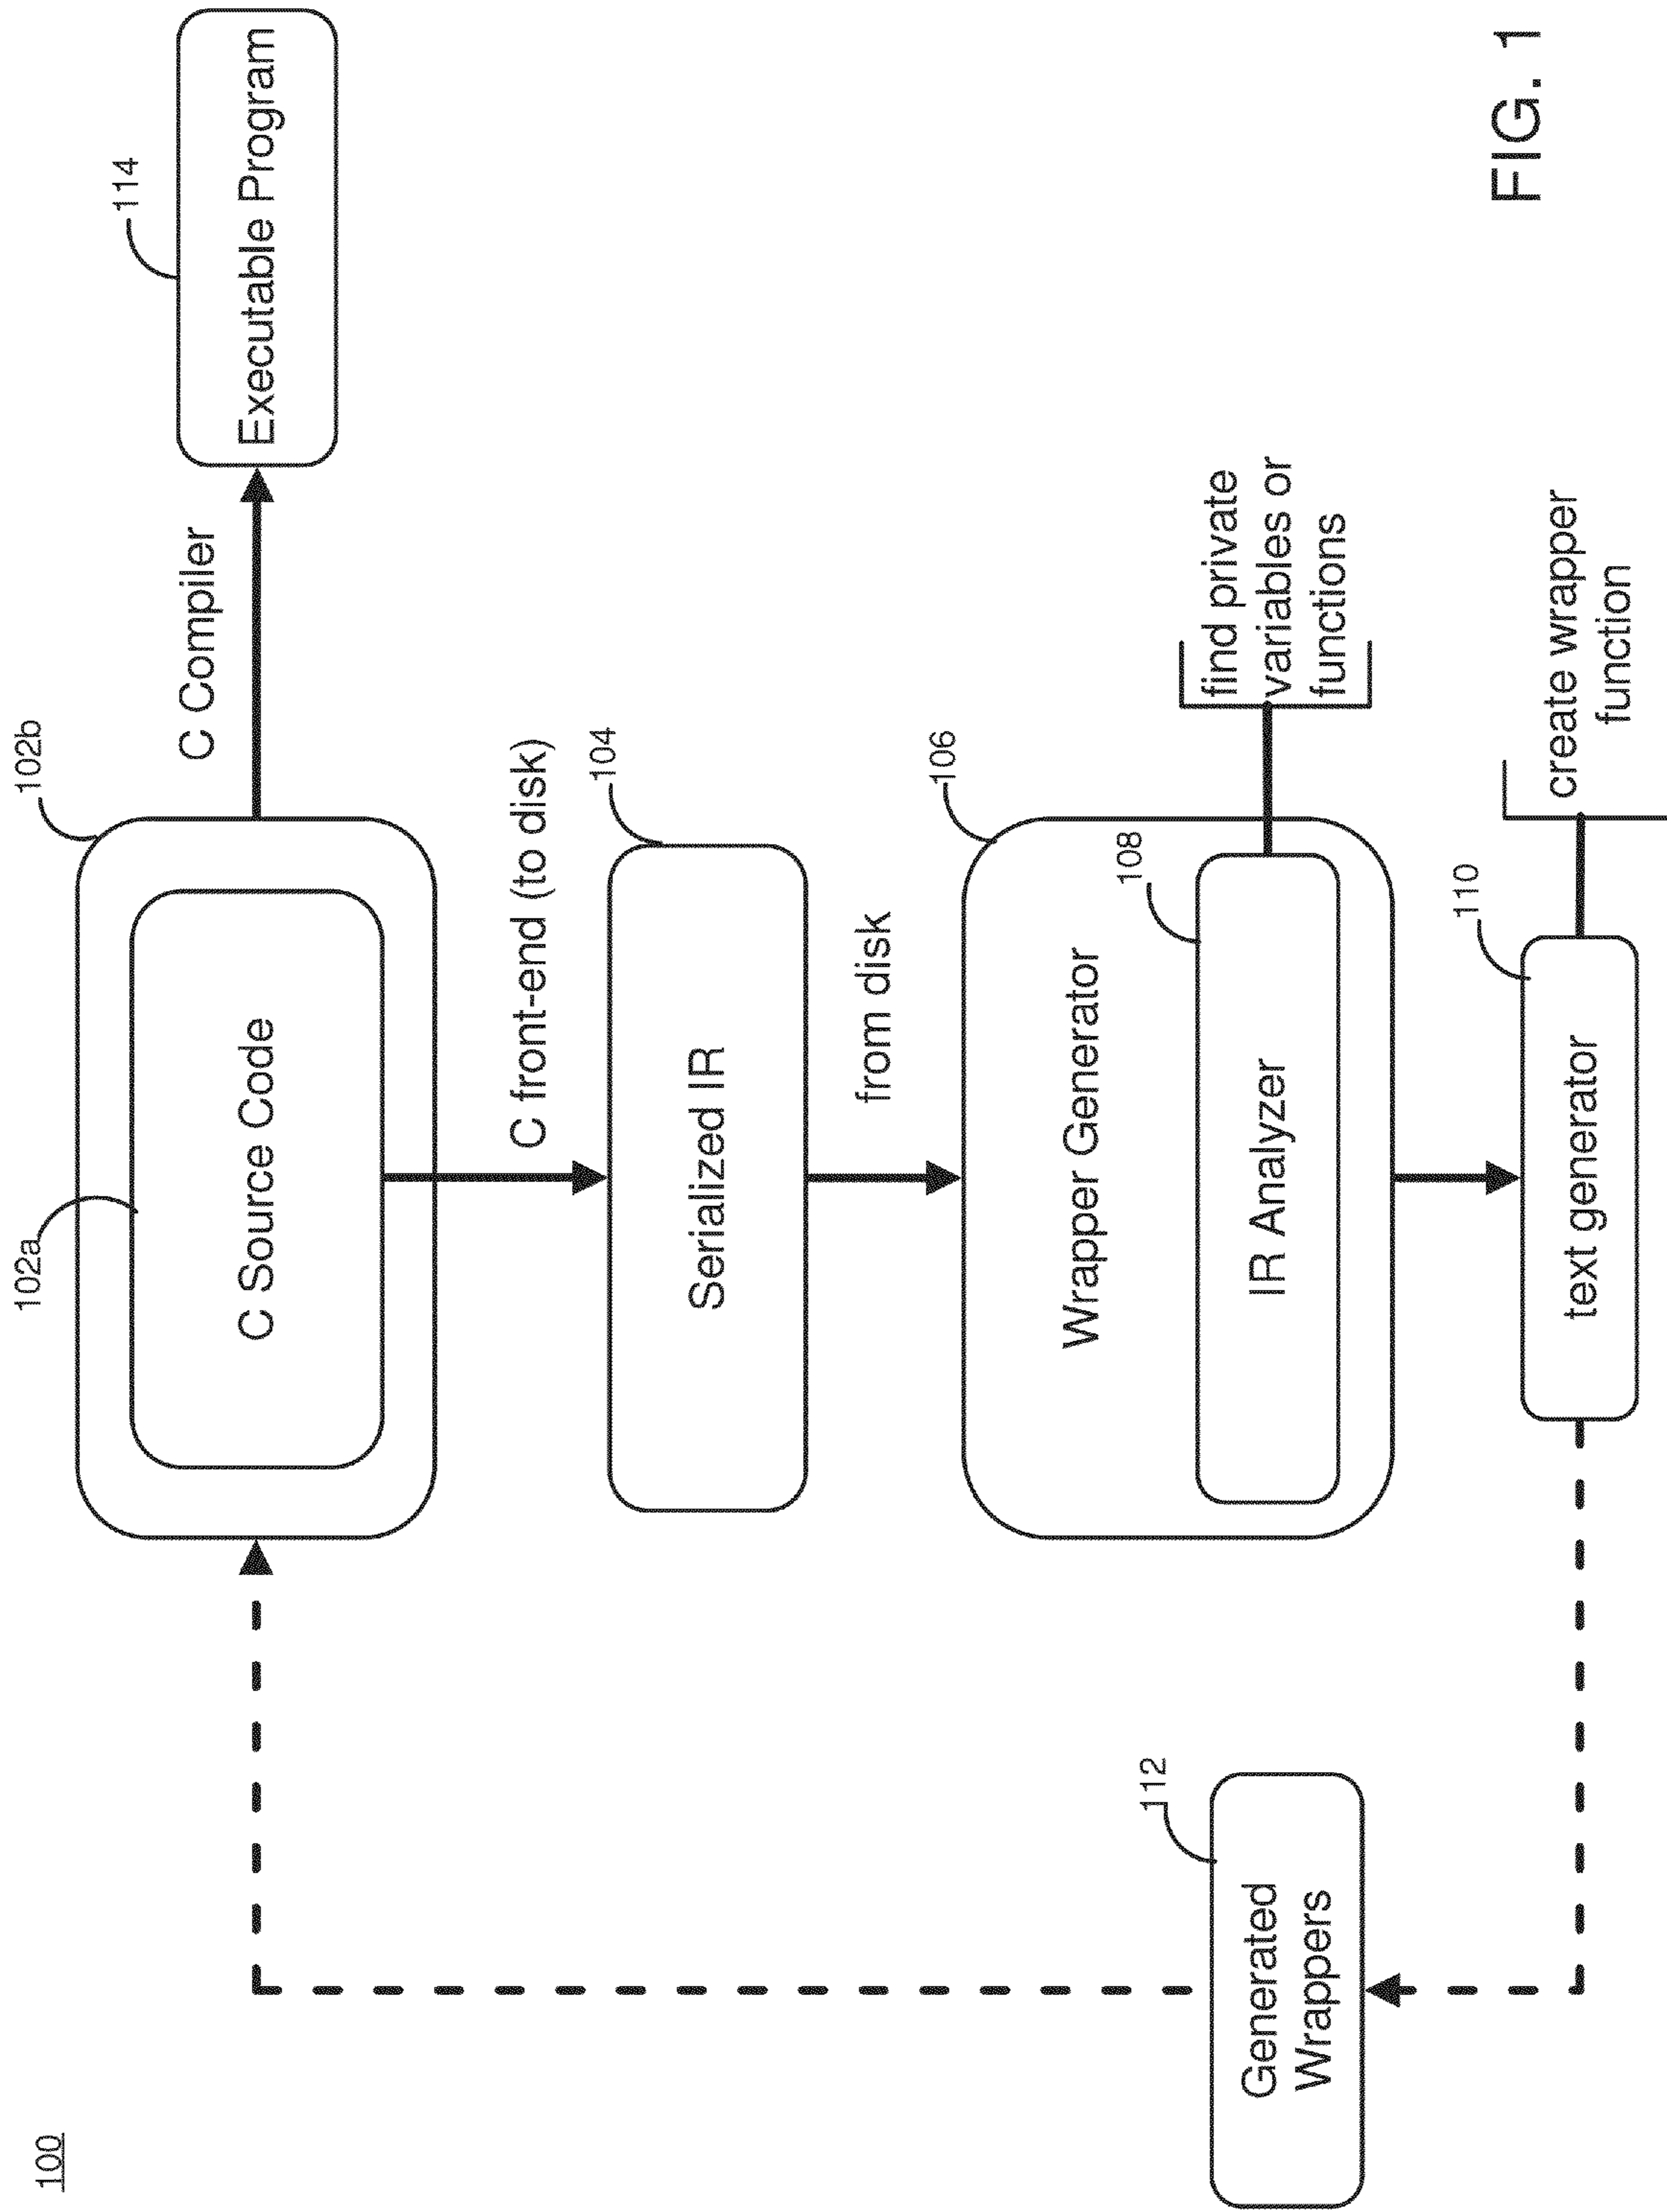 100
102a
102b
C Source Code
C Compiler
114
Executable Program
C front-end (to disk)
104
Serialized IR
from disk
106
Wrapper Generator
108
IR Analyzer
find private
variables or
functions
112
Generated
Wrappers
110
text generator
create wrapper
function
FIG. 1